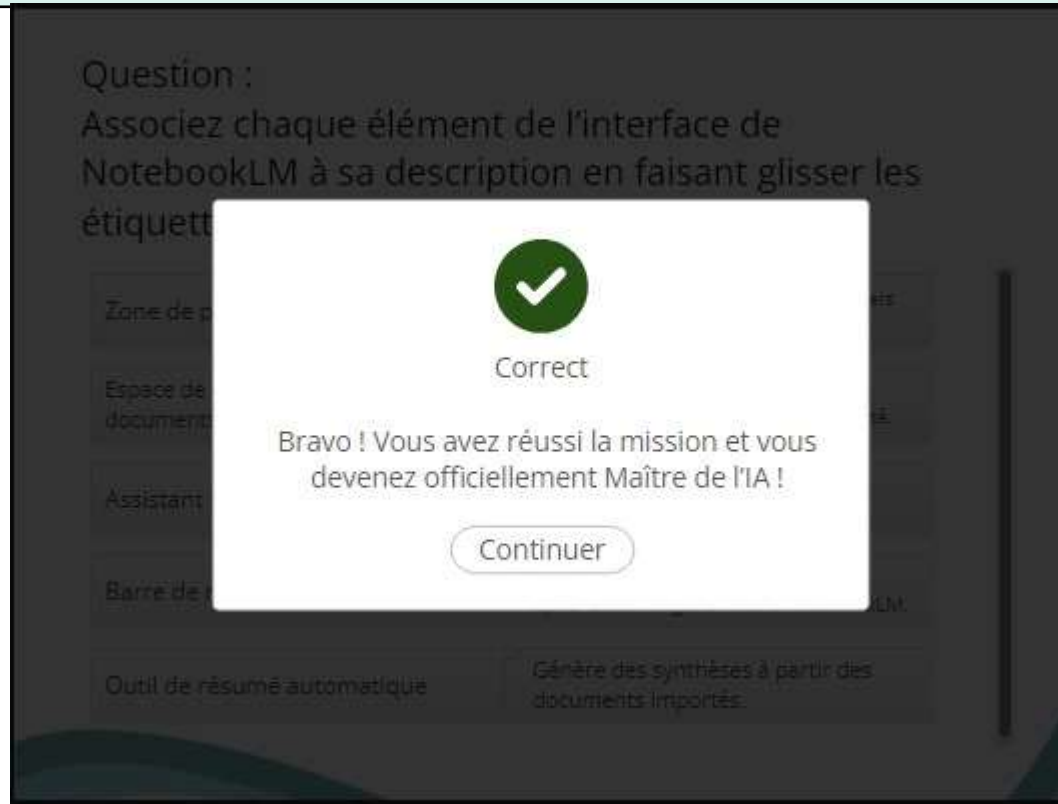 Question :
Associez chaque élément de l'interface de
NotebookLM à sa description en faisant glisser les
étiquett
Correct
Bravo ! Vous avez réussi la mission et vous
devenez officiellement Maître de l'IA !
Continuer
Zone de
Espace de
documents
Assistant
Barre de
Outil de résumé automatique
Génère des synthèses à partir des
documents importés.